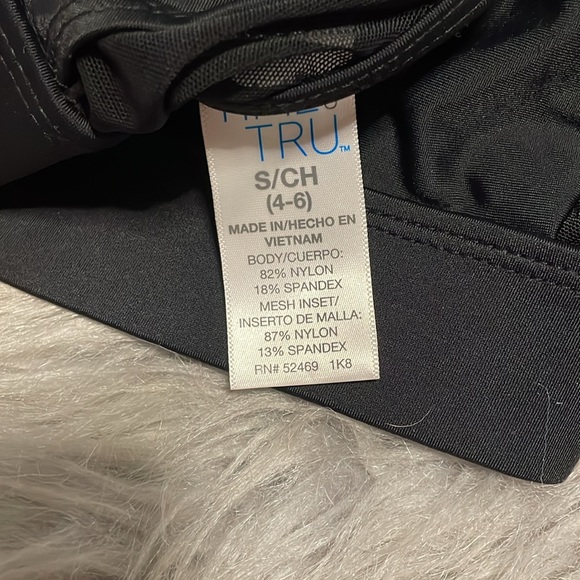 TRU™
S/CH
(4-6)
MADE IN/HECHO EN
VIETNAM
BODY/CUERPO:
82% NYLON
18% SPANDEX
MESH INSET/
INSERTO DE MALLA:
87% NYLON
13% SPANDEX
RN# 52469 1K8